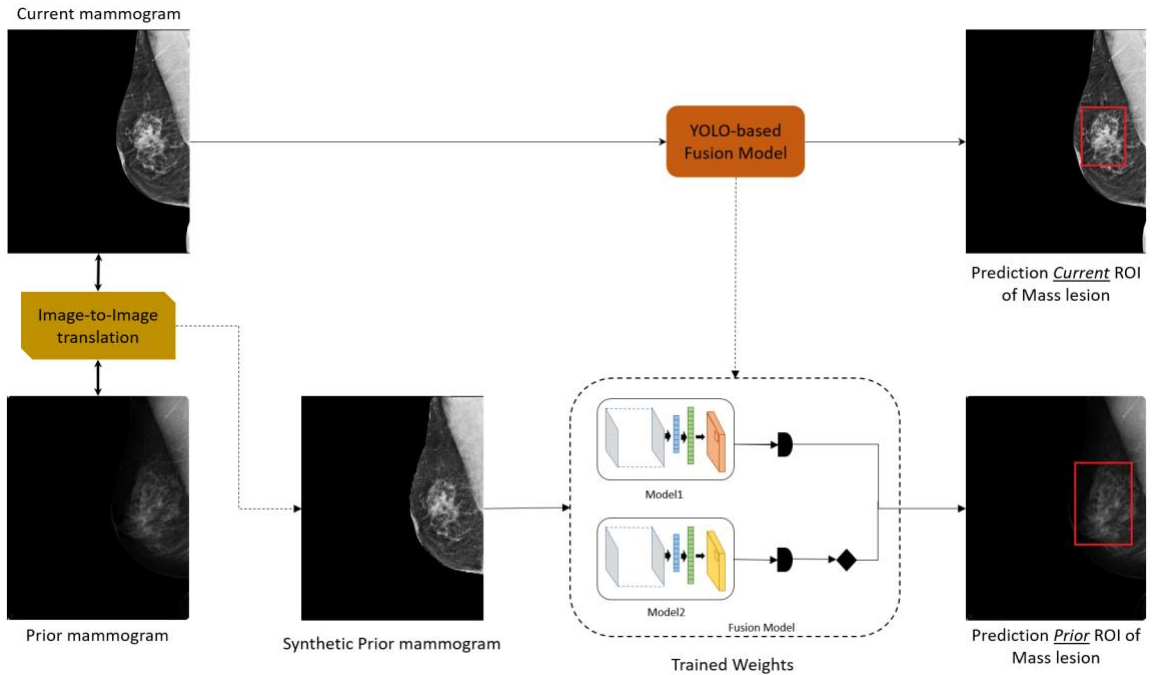 Current mammogram
YOLO-based
Fusion Model
Prediction Current ROI
of Mass lesion
Image-to-Image
translation
Prior mammogram
Synthetic Prior mammogram
Model1
Model2
Fusion Model
Trained Weights
Prediction Prior ROI of
Mass lesion